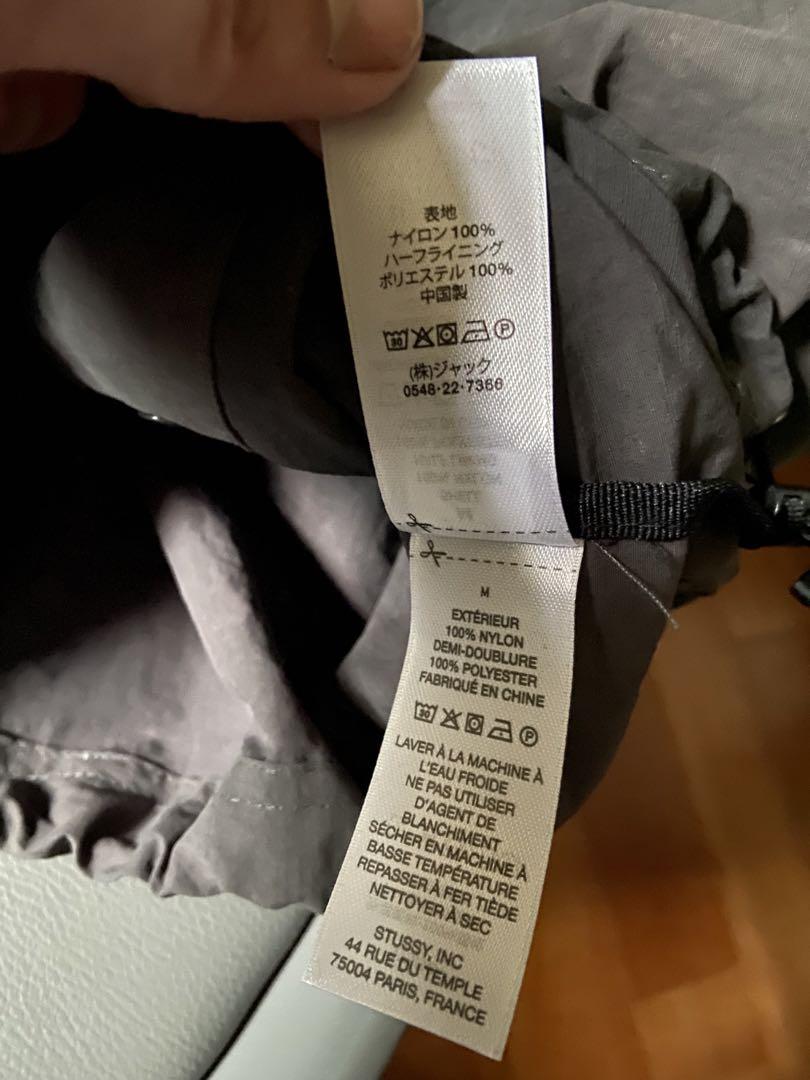 表地
ナイロン100%
ハーフライニング
ポリエステル100%
中国製
30 P
(株)ジャック
0548·22·7366
M
EXTÉRIEUR
100% NYLON
DEMI-DOUBLURE
100% POLYESTER
FABRIQUÉ EN CHINE
30 P
LAVER À LA MACHINE À
L'EAU FROIDE
NE PAS UTILISER
D'AGENT DE
BLANCHIMENT
SÉCHER EN MACHINE À
BASSE TEMPÉRATURE
REPASSER À FER TIÈDE
NETTOYER À SEC
STUSSY, INC
44 RUE DU TEMPLE
75004 PARIS, FRANCE